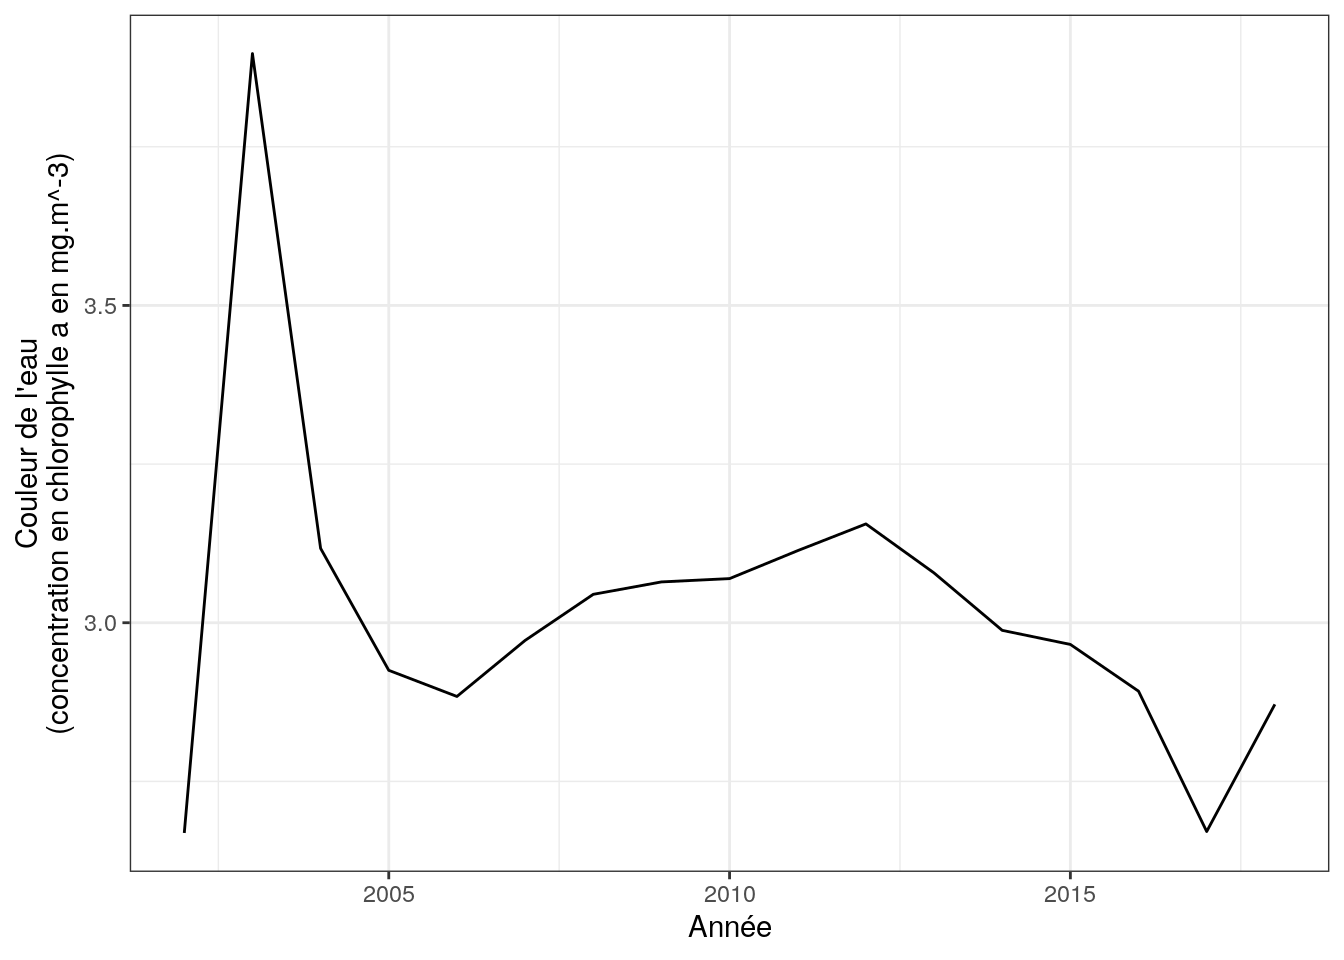 Couleur de l'eau
(concentration en chlorophylle a en mg.m^-3)
3.5
3.0
2005
2010
2015
Année